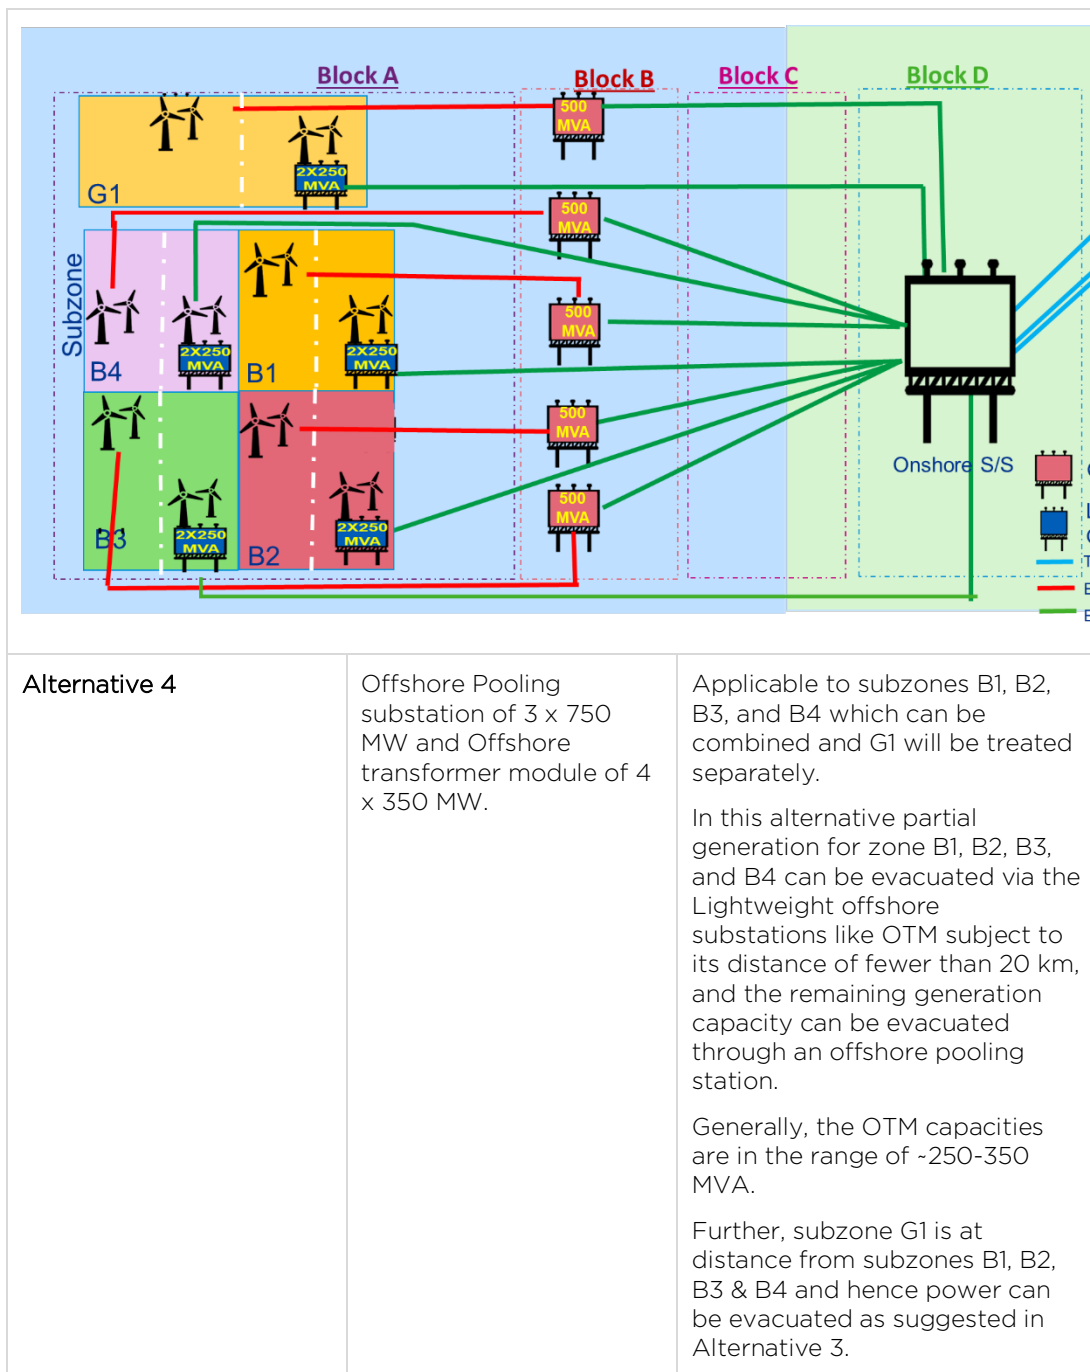 Block A
Block B
Block C
Block D
500
MVA
2X250
MVA
G1
500
MVA
Subzone
500
MVA
2X250
MVA
B4
2X250
MVA
B1
500
MVA
500
MVA
2X250
MVA
B3
2X250
MVA
B2
Onshore S/S
Alternative 4
Offshore Pooling
substation of 3 x 750
MW and Offshore
transformer module of 4
x 350 MW.
Applicable to subzones B1, B2,
B3, and B4 which can be
combined and G1 will be treated
separately.
In this alternative partial
generation for zone B1, B2, B3,
and B4 can be evacuated via the
Lightweight offshore
substations like OTM subject to
its distance of fewer than 20 km,
and the remaining generation
capacity can be evacuated
through an offshore pooling
station.
Generally, the OTM capacities
are in the range of ~250-350
MVA.
Further, subzone G1 is at
distance from subzones B1, B2,
B3 & B4 and hence power can
be evacuated as suggested in
Alternative 3.